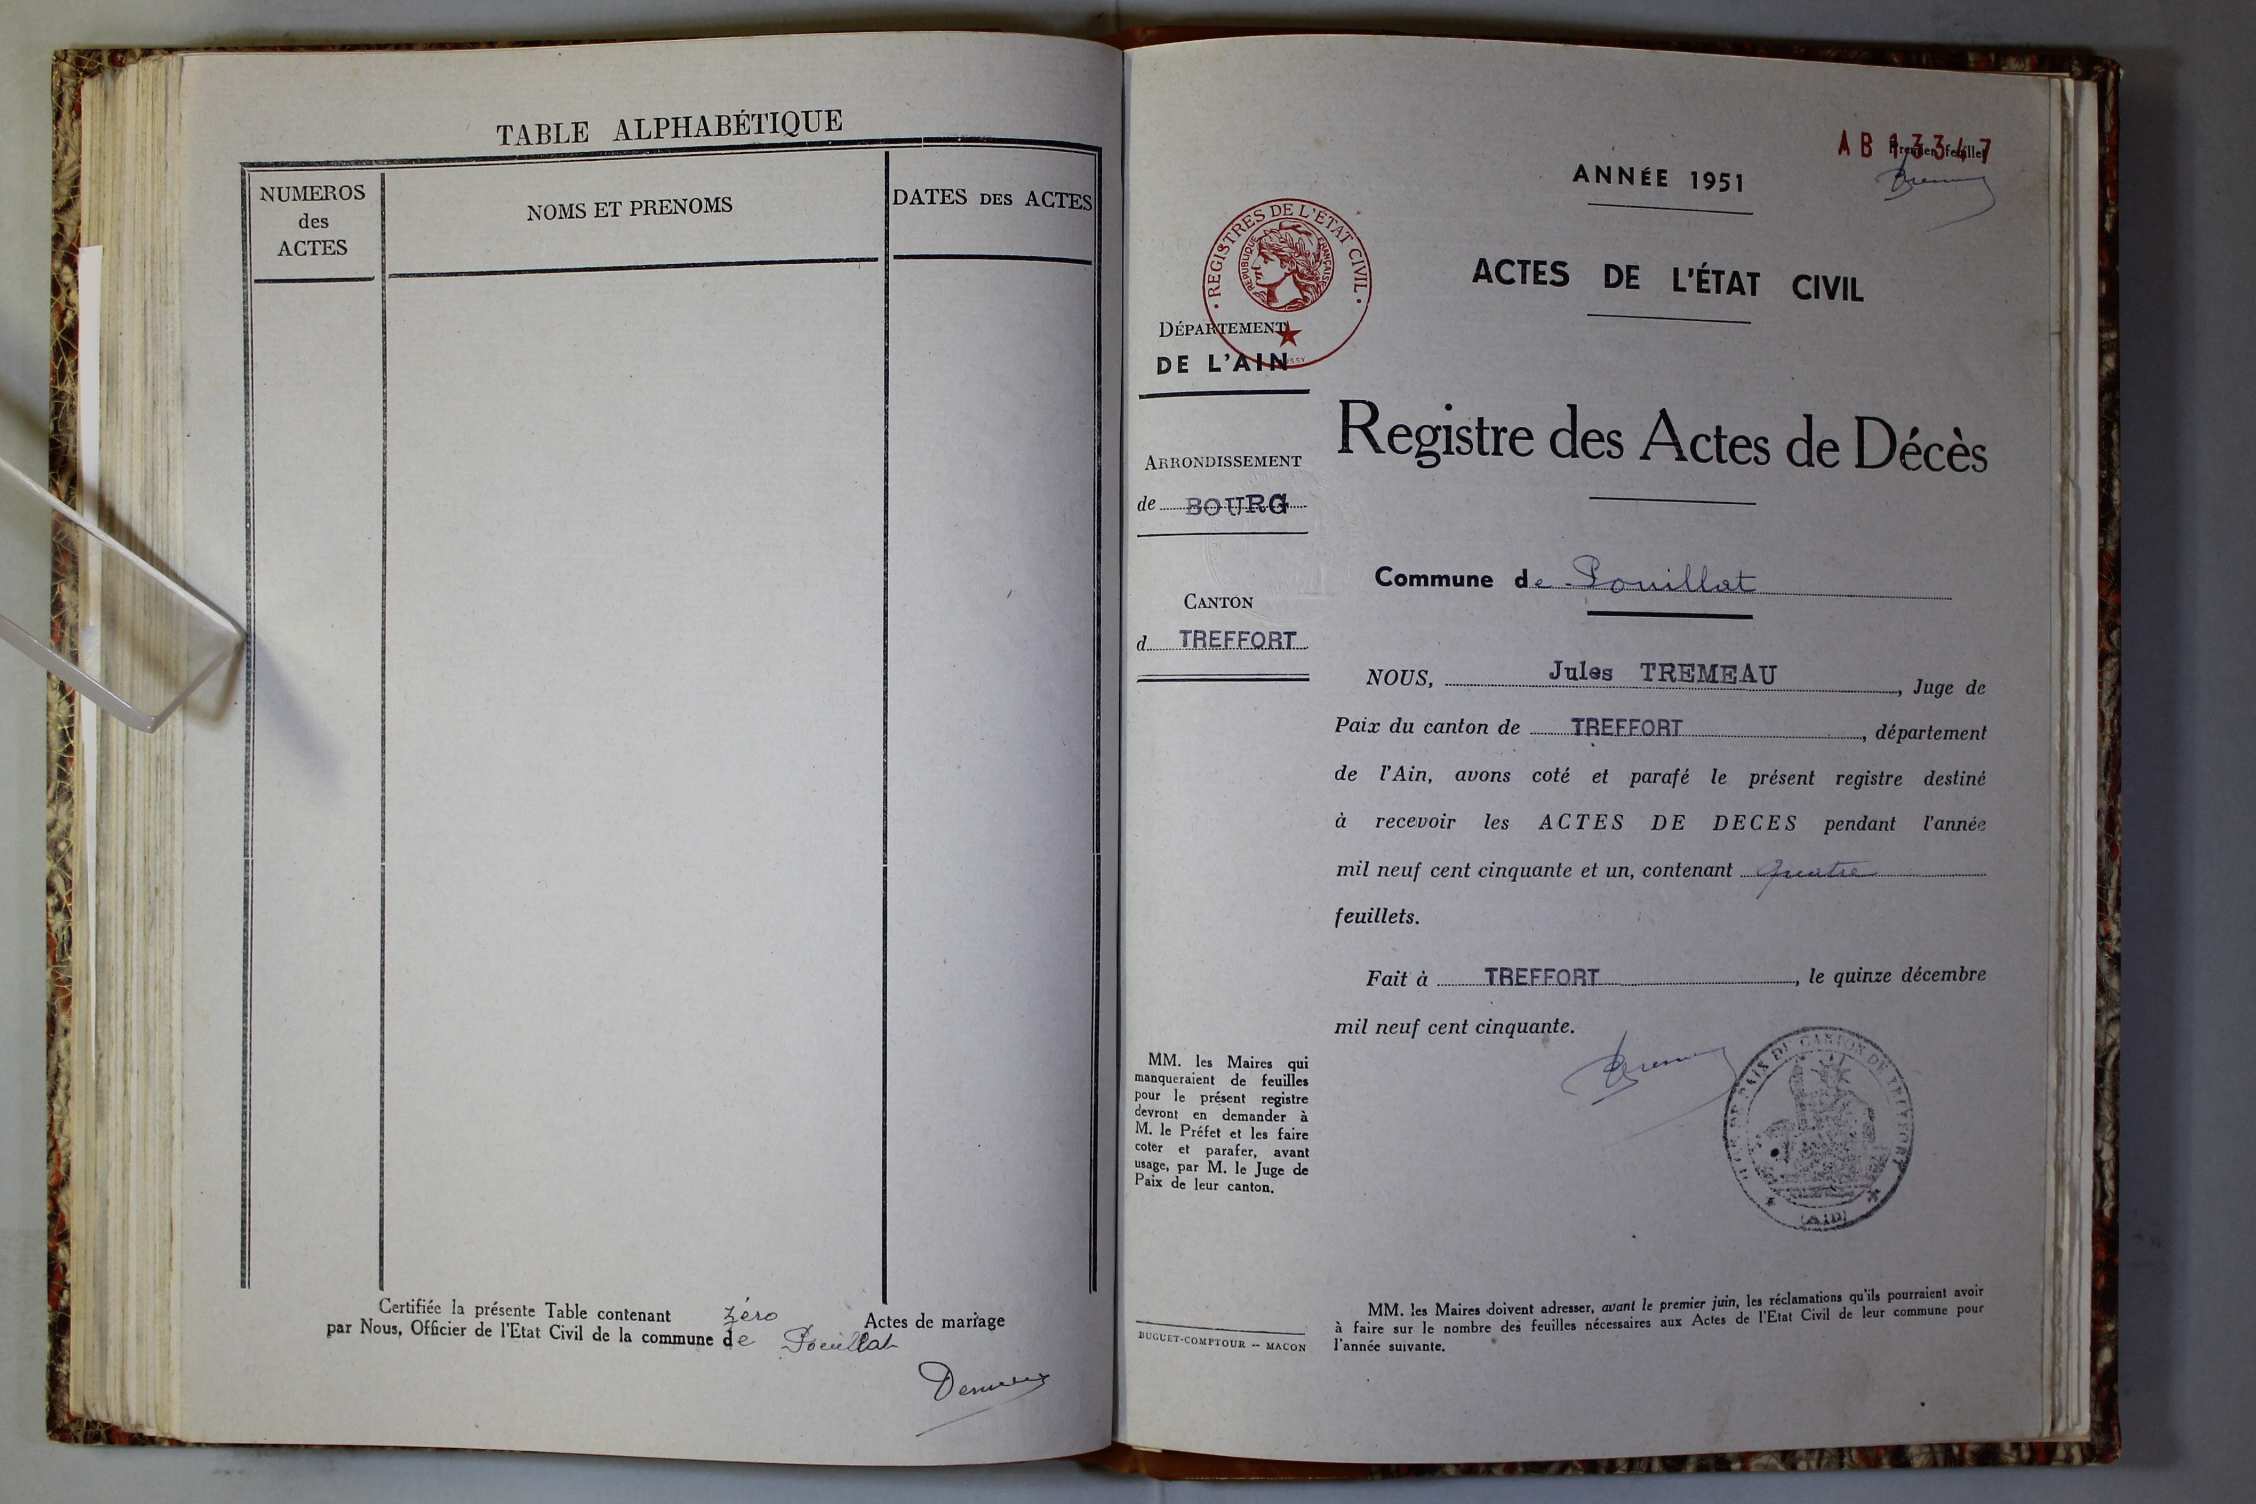 TABLE ALPHABÉTIQUE
NUMEROS
des
ACTES
NOMS ET PRENOMS
DATES DES ACTES
Certifiée la présente Table contenant zéro Actes de mariage
par Nous, Officier de l'Etat Civil de la commune de Pouillat
AB 13347
Premier feuillet
ANNÉE 1951
REGISTRES DE L'ÉTAT CIVIL
REPUBLIQUE FRANÇAISE
ACTES DE L'ÉTAT CIVIL
DÉPARTEMENT
DE L'AIN
Registre des Actes de Décès
ARRONDISSEMENT
de BOURG
Commune de Pouillat
CANTON
d TREFFORT
NOUS, Jules TREMEAU, Juge de
Paix du canton de TREFFORT, département
de l'Ain, avons coté et parafé le présent registre destiné
à recevoir les ACTES DE DECES pendant l'année
mil neuf cent cinquante et un, contenant quatre
feuillets.
Fait à TREFFORT, le quinze décembre
mil neuf cent cinquante.
MM. les Maires qui
manqueraient de feuilles
pour le présent registre
devront en demander à
M. le Préfet et les faire
coter et parafer, avant
usage, par M. le Juge de
Paix de leur canton.
PAIX DU CANTON DE TREFFORT
(AIN)
BUGUET-COMPTOUR -- MACON
MM. les Maires doivent adresser, avant le premier juin, les réclamations qu'ils pourraient avoir
à faire sur le nombre des feuilles nécessaires aux Actes de l'Etat Civil de leur commune pour
l'année suivante.